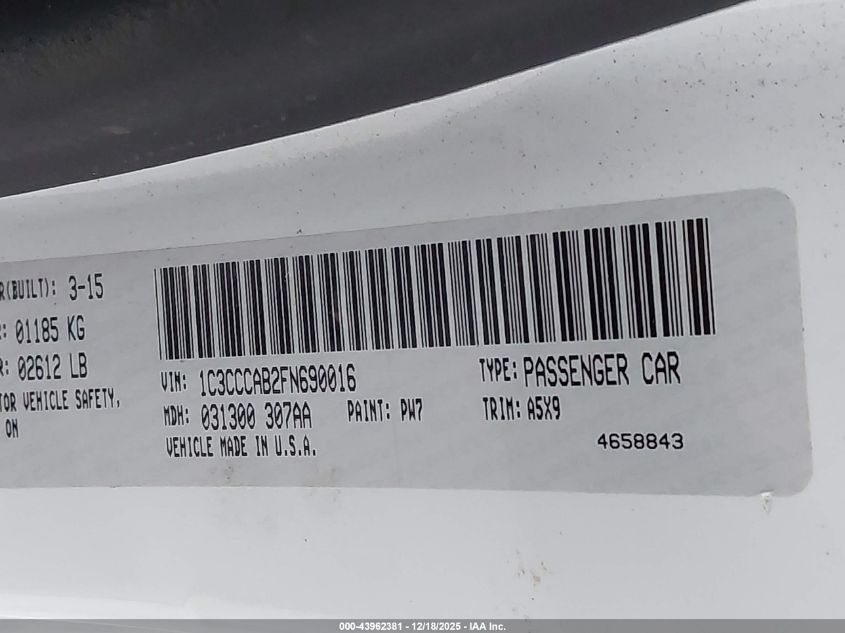 R(BUILT): 3-15
: 01185 KG
R: 02612 LB
TOR VEHICLE SAFETY,
ON
VIN: 1C3CCCAB2FN690016 TYPE: PASSENGER CAR
MDH: 031300 307AA PAINT: PW7 TRIM: A5X9
VEHICLE MADE IN U.S.A. 4658843
000-43962381 - 12/18/2025 - IAA Inc.